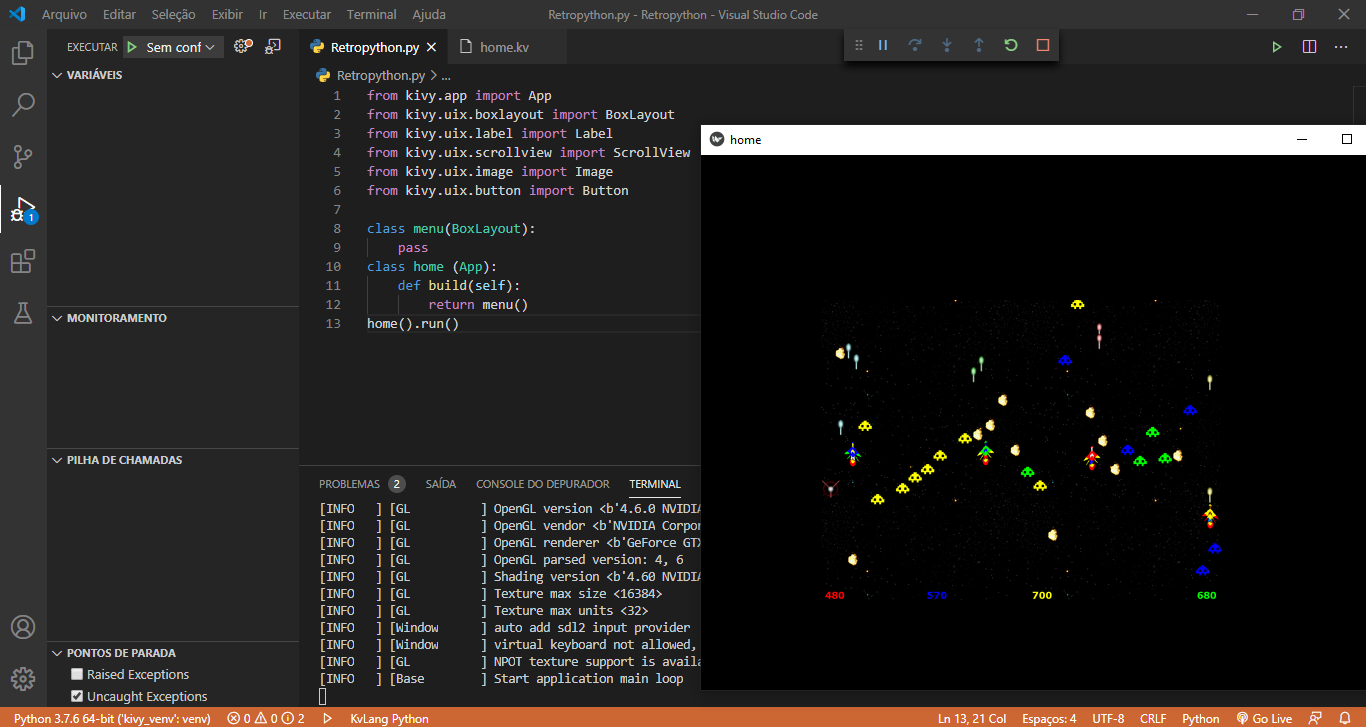 Arquivo Editar Seleção Exibir Ir Executar Terminal Ajuda Retropython.py - Retropython - Visual Studio Code
EXECUTAR Sem conf Retropython.py home.kv
VARIÁVEIS
Retropython.py > ...
1 from kivy.app import App
2 from kivy.uix.boxlayout import BoxLayout
3 from kivy.uix.label import Label
4 from kivy.uix.scrollview import ScrollView
5 from kivy.uix.image import Image
6 from kivy.uix.button import Button
7
8 class menu(BoxLayout):
9 pass
10 class home (App):
11 def build(self):
12 return menu()
13 home().run()
1
MONITORAMENTO
PILHA DE CHAMADAS
PROBLEMAS 2 SAÍDA CONSOLE DO DEPURADOR TERMINAL
[INFO ] [GL ] OpenGL version <b'4.6.0 NVIDIA
[INFO ] [GL ] OpenGL vendor <b'NVIDIA Corpor
[INFO ] [GL ] OpenGL renderer <b'GeForce GTX
[INFO ] [GL ] OpenGL parsed version: 4, 6
[INFO ] [GL ] Shading version <b'4.60 NVIDIA
[INFO ] [GL ] Texture max size <16384>
[INFO ] [GL ] Texture max units <32>
[INFO ] [Window ] auto add sdl2 input provider
[INFO ] [Window ] virtual keyboard not allowed,
[INFO ] [GL ] NPOT texture support is availa
[INFO ] [Base ] Start application main loop
home
480 570 700 680
PONTOS DE PARADA
Raised Exceptions
Uncaught Exceptions
Python 3.7.6 64-bit ('kivy_venv': venv) 0 0 2 KvLang Python Ln 13, 21 Col Espaços: 4 UTF-8 CRLF Python Go Live